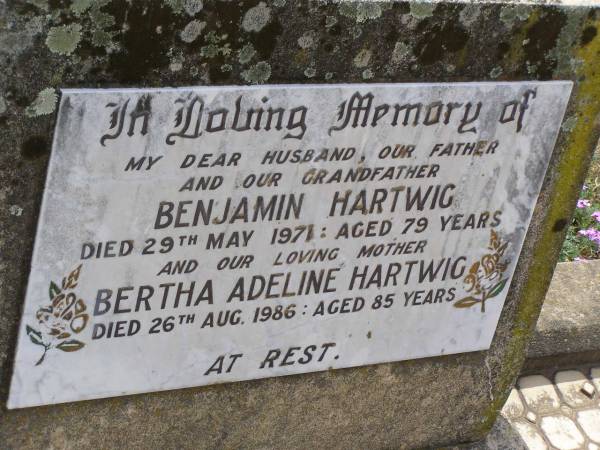 In Loving Memory of
MY DEAR HUSBAND, OUR FATHER
AND OUR GRANDFATHER
BENJAMIN HARTWIG
DIED 29TH MAY 1971: AGED 79 YEARS
AND OUR LOVING MOTHER
BERTHA ADELINE HARTWIG
DIED 26TH AUG. 1986: AGED 85 YEARS
AT REST.